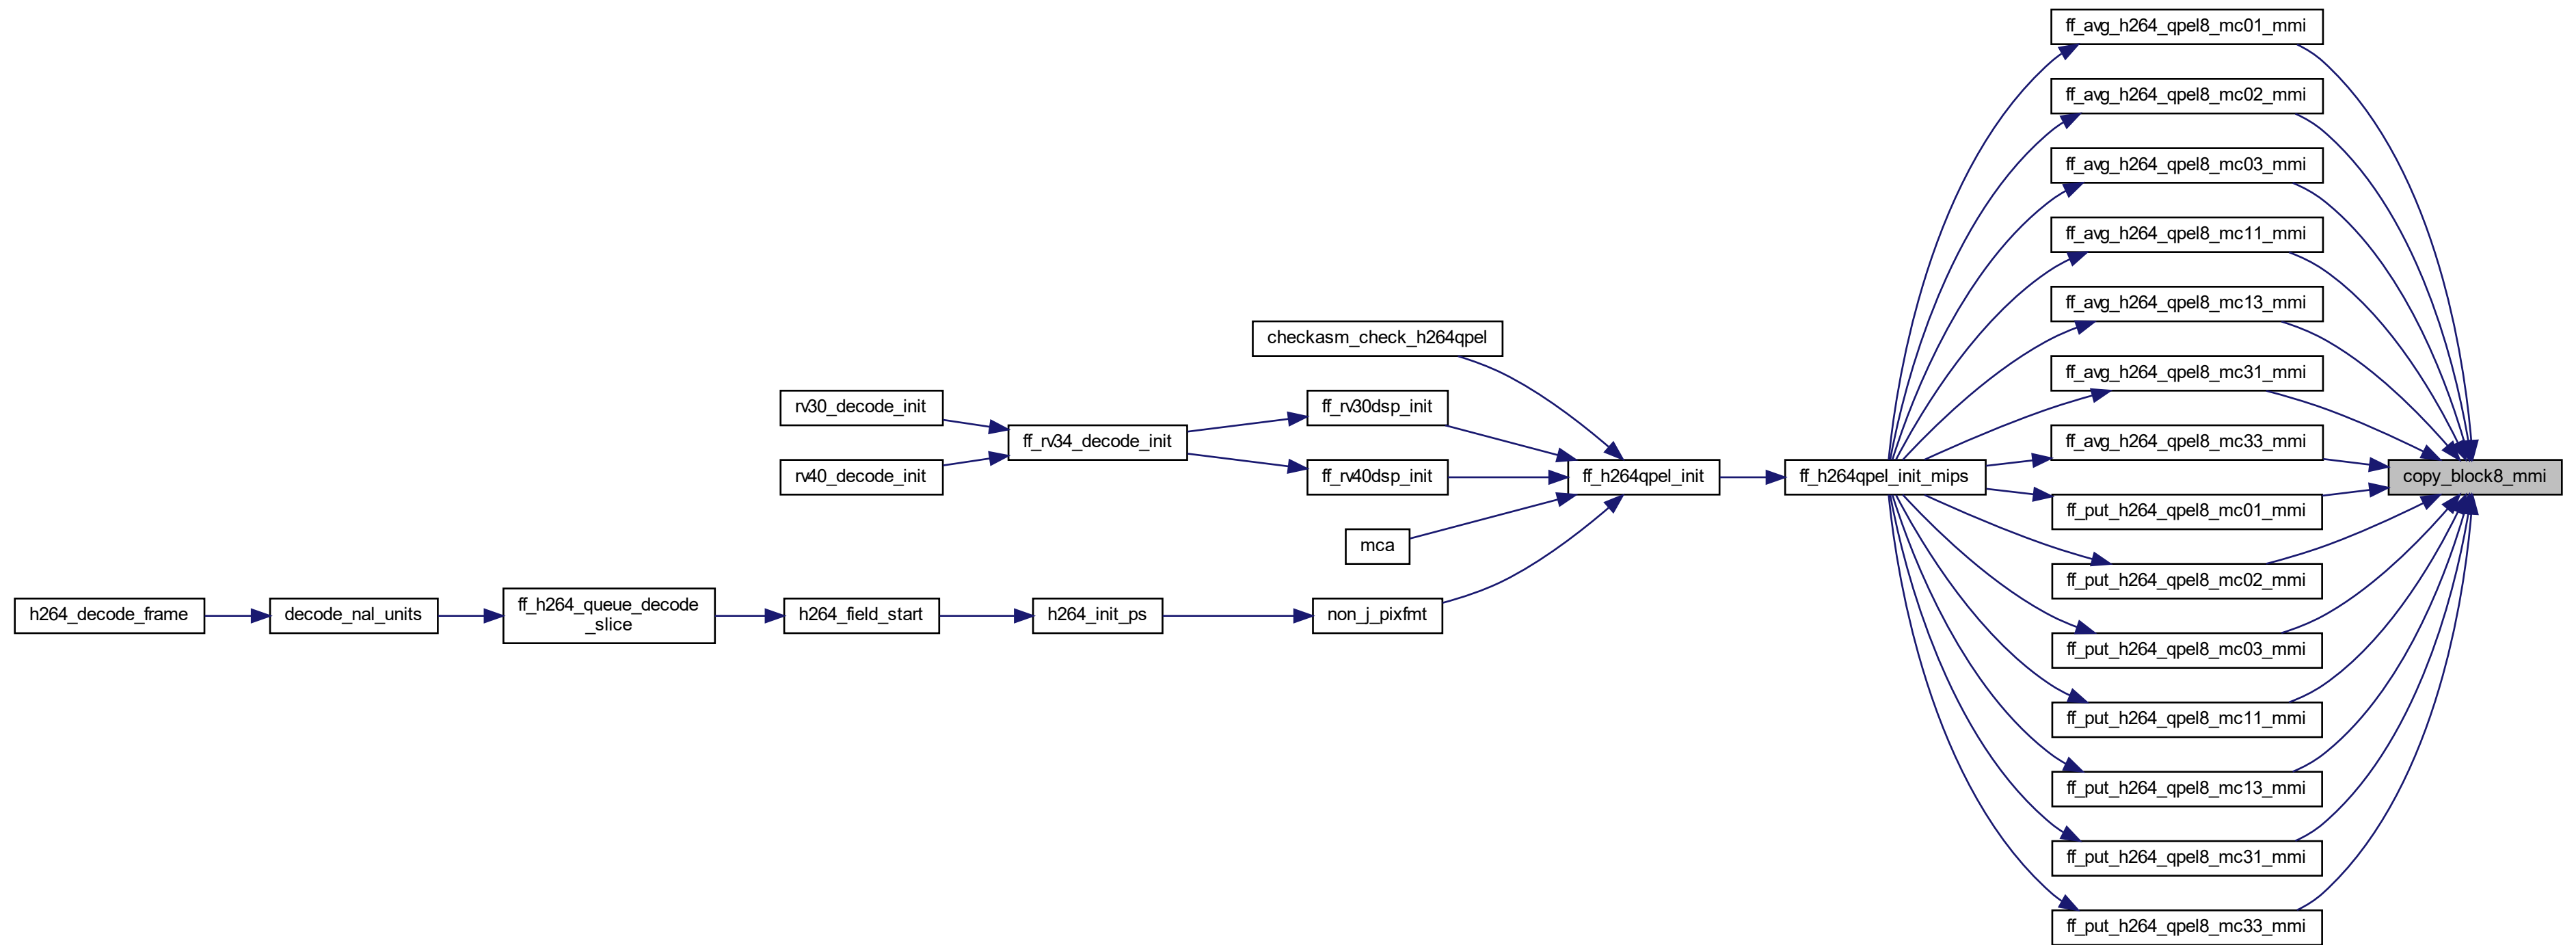 ff_avg_h264_qpel8_mc01_mmi
ff_avg_h264_qpel8_mc02_mmi
ff_avg_h264_qpel8_mc03_mmi
ff_avg_h264_qpel8_mc11_mmi
ff_avg_h264_qpel8_mc13_mmi
checkasm_check_h264qpel
ff_avg_h264_qpel8_mc31_mmi
rv30_decode_init
ff_rv30dsp_init
ff_rv34_decode_init
ff_avg_h264_qpel8_mc33_mmi
rv40_decode_init
ff_rv40dsp_init
ff_h264qpel_init
ff_h264qpel_init_mips
copy_block8_mmi
ff_put_h264_qpel8_mc01_mmi
mca
ff_put_h264_qpel8_mc02_mmi
h264_decode_frame
decode_nal_units
ff_h264_queue_decode
_slice
h264_field_start
h264_init_ps
non_j_pixfmt
ff_put_h264_qpel8_mc03_mmi
ff_put_h264_qpel8_mc11_mmi
ff_put_h264_qpel8_mc13_mmi
ff_put_h264_qpel8_mc31_mmi
ff_put_h264_qpel8_mc33_mmi